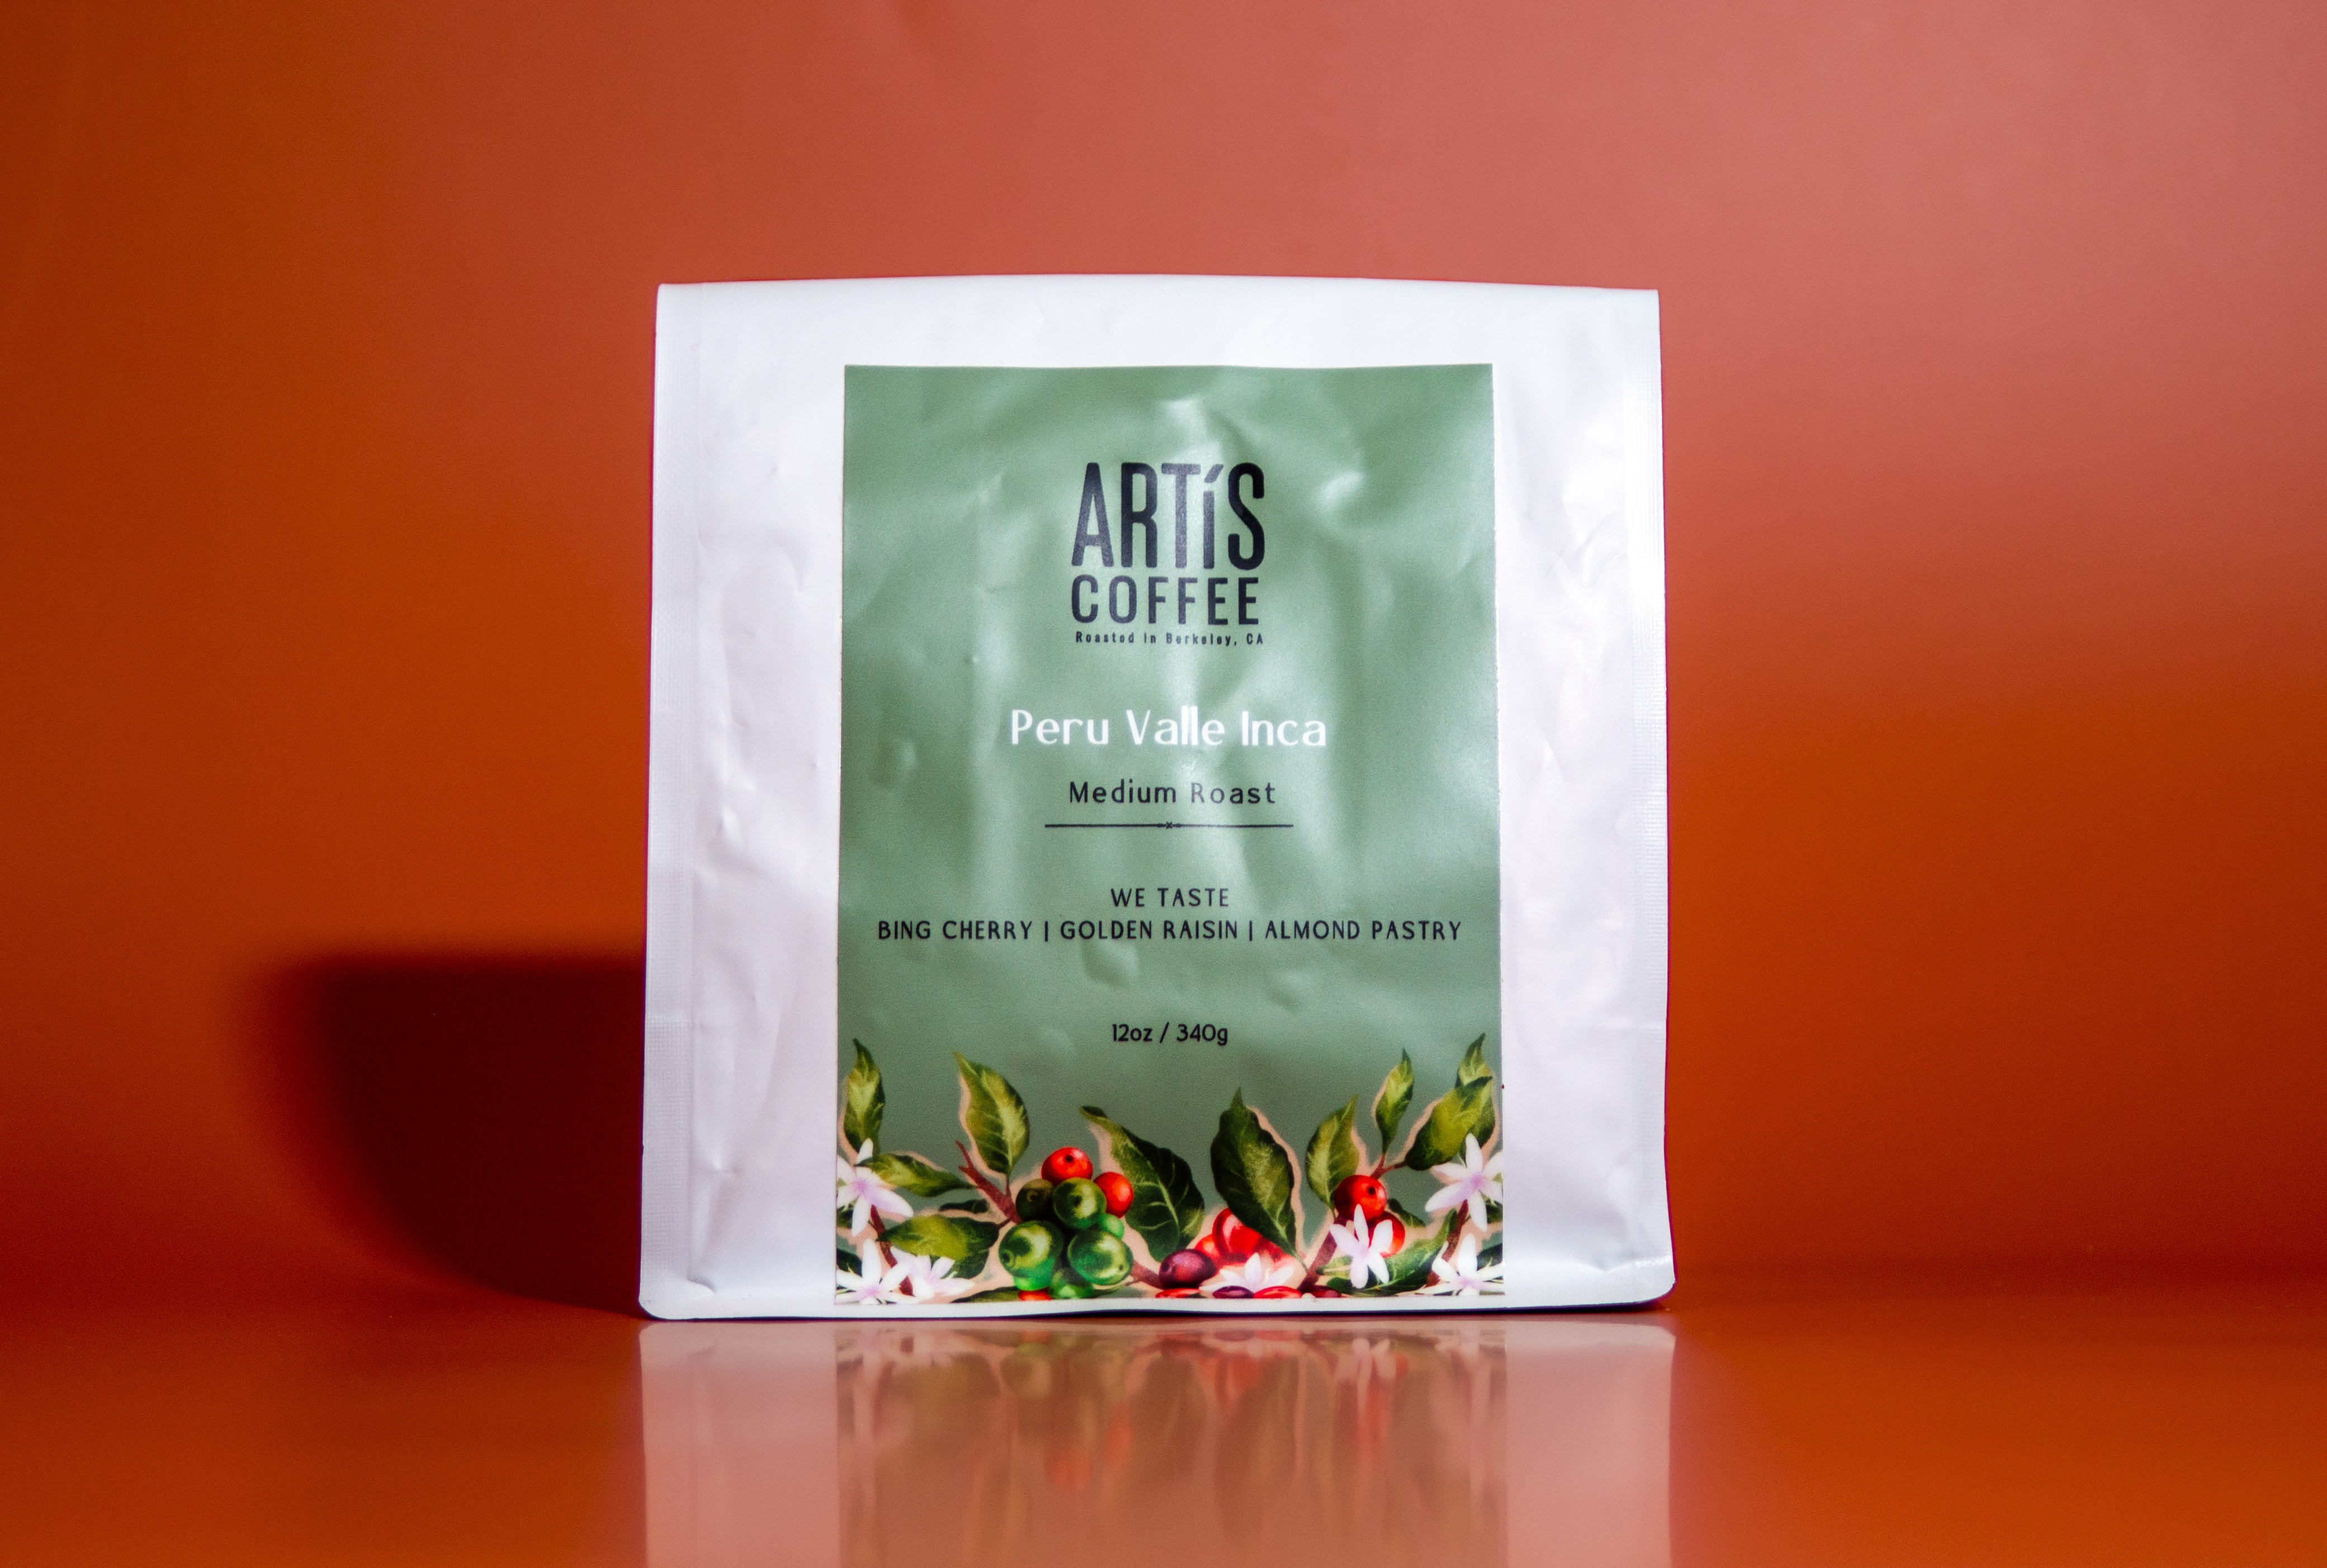 ARTíS
COFFEE
Roasted in Berkeley, CA
Peru Valle Inca
Medium Roast
WE TASTE
BING CHERRY | GOLDEN RAISIN | ALMOND PASTRY
12oz / 340g